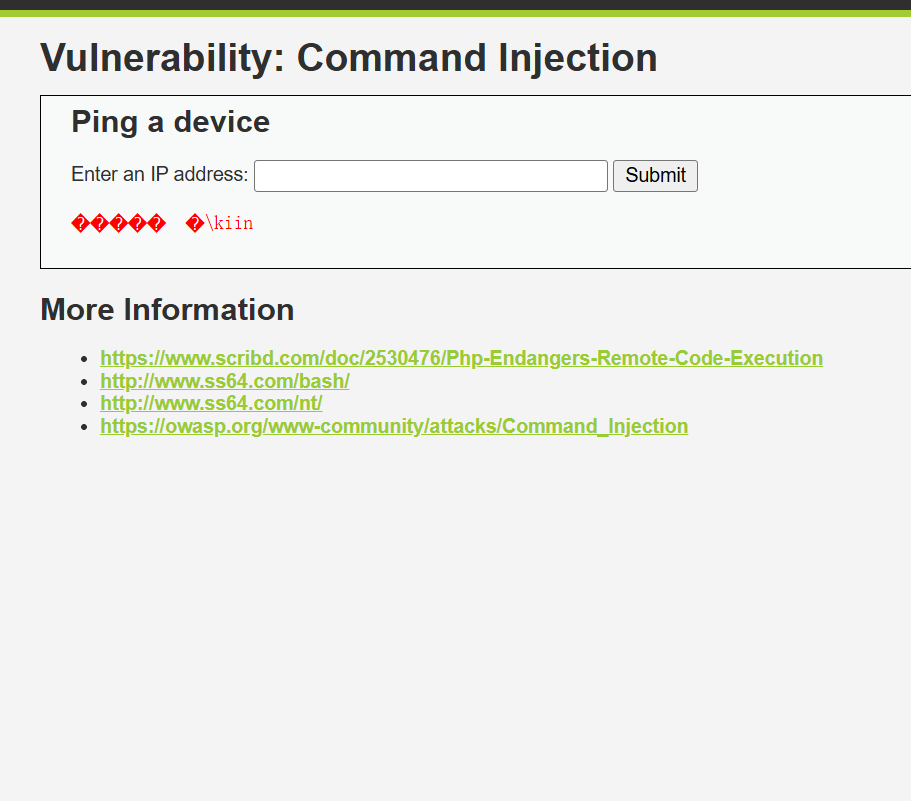 Vulnerability: Command Injection
Ping a device
Enter an IP address: Submit
����� �\kiin
More Information
https://www.scribd.com/doc/2530476/Php-Endangers-Remote-Code-Execution
http://www.ss64.com/bash/
http://www.ss64.com/nt/
https://owasp.org/www-community/attacks/Command_Injection